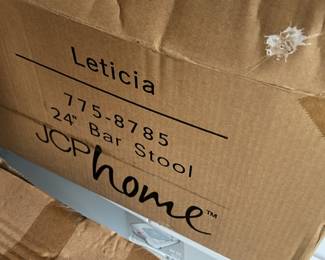 Leticia
775-8785
24" Bar Stool
JCPhome™